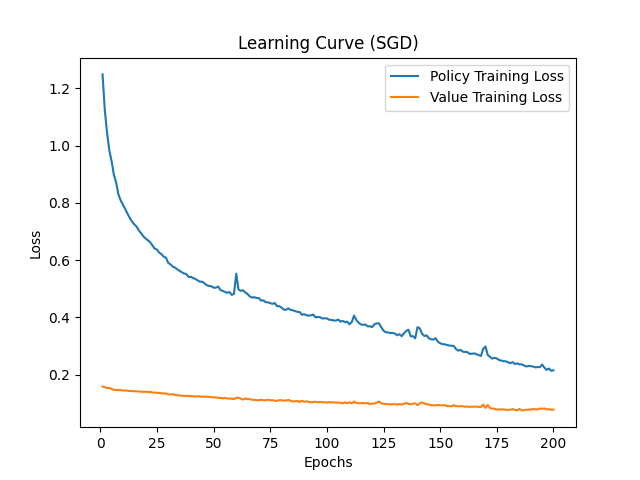 Learning Curve (SGD)
Policy Training Loss
Value Training Loss
Loss
1.2
1.0
0.8
0.6
0.4
0.2
0 25 50 75 100 125 150 175 200
Epochs